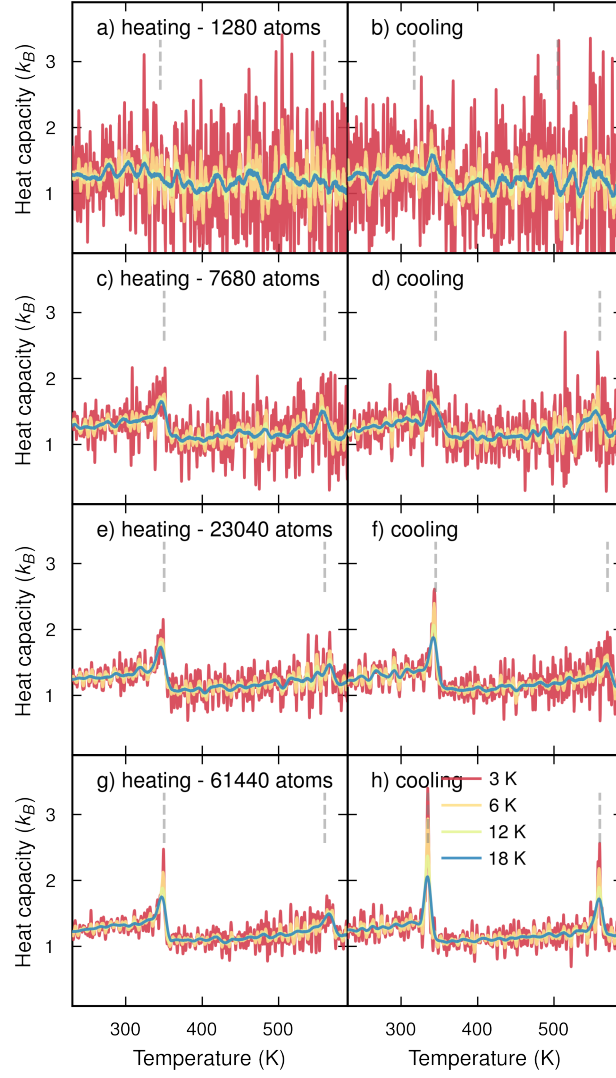 a) heating - 1280 atoms
b) cooling
Heat capacity (kB)
3
2
1
c) heating - 7680 atoms
d) cooling
Heat capacity (kB)
3
2
1
e) heating - 23040 atoms
f) cooling
Heat capacity (kB)
3
2
1
g) heating - 61440 atoms
h) cooling
3 K
6 K
12 K
18 K
Heat capacity (kB)
3
2
1
300 400 500 300 400 500
Temperature (K) Temperature (K)